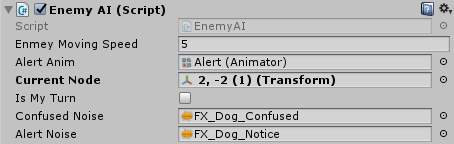 Enemy AI (Script)
Script EnemyAI
Enmey Moving Speed 5
Alert Anim Alert (Animator)
Current Node 2, -2 (1) (Transform)
Is My Turn
Confused Noise FX_Dog_Confused
Alert Noise FX_Dog_Notice